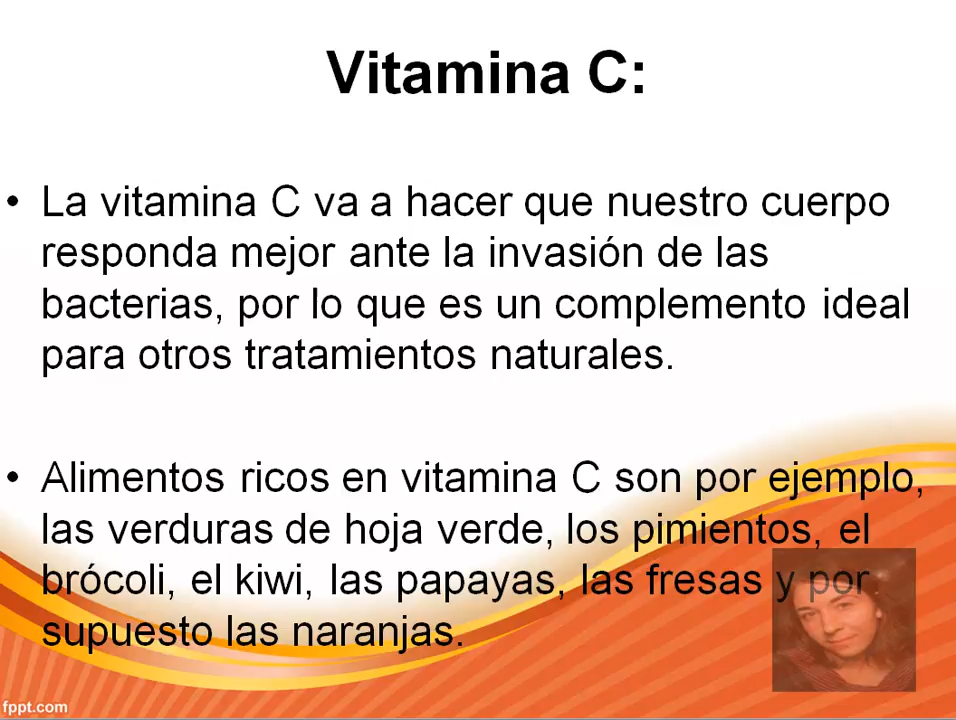 Vitamina C:
• La vitamina C va a hacer que nuestro cuerpo
responda mejor ante la invasión de las
bacterias, por lo que es un complemento ideal
para otros tratamientos naturales.
• Alimentos ricos en vitamina C son por ejemplo,
las verduras de hoja verde, los pimientos, el
brócoli, el kiwi, las papayas, las fresas y por
supuesto las naranjas.
fppt.com